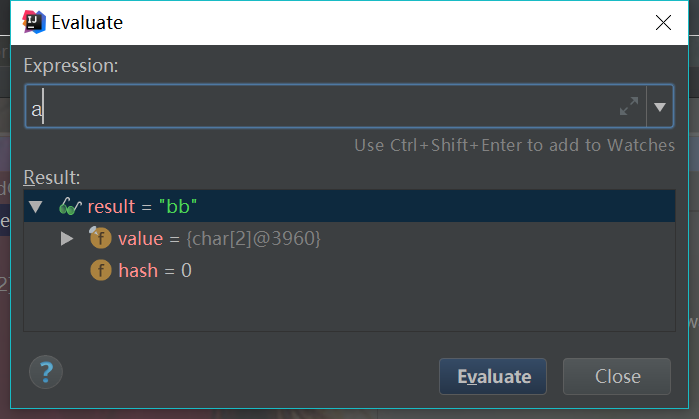 Evaluate
Expression:
a
Use Ctrl+Shift+Enter to add to Watches
Result:
result = "bb"
f value = {char[2]@3960}
f hash = 0
? Evaluate Close